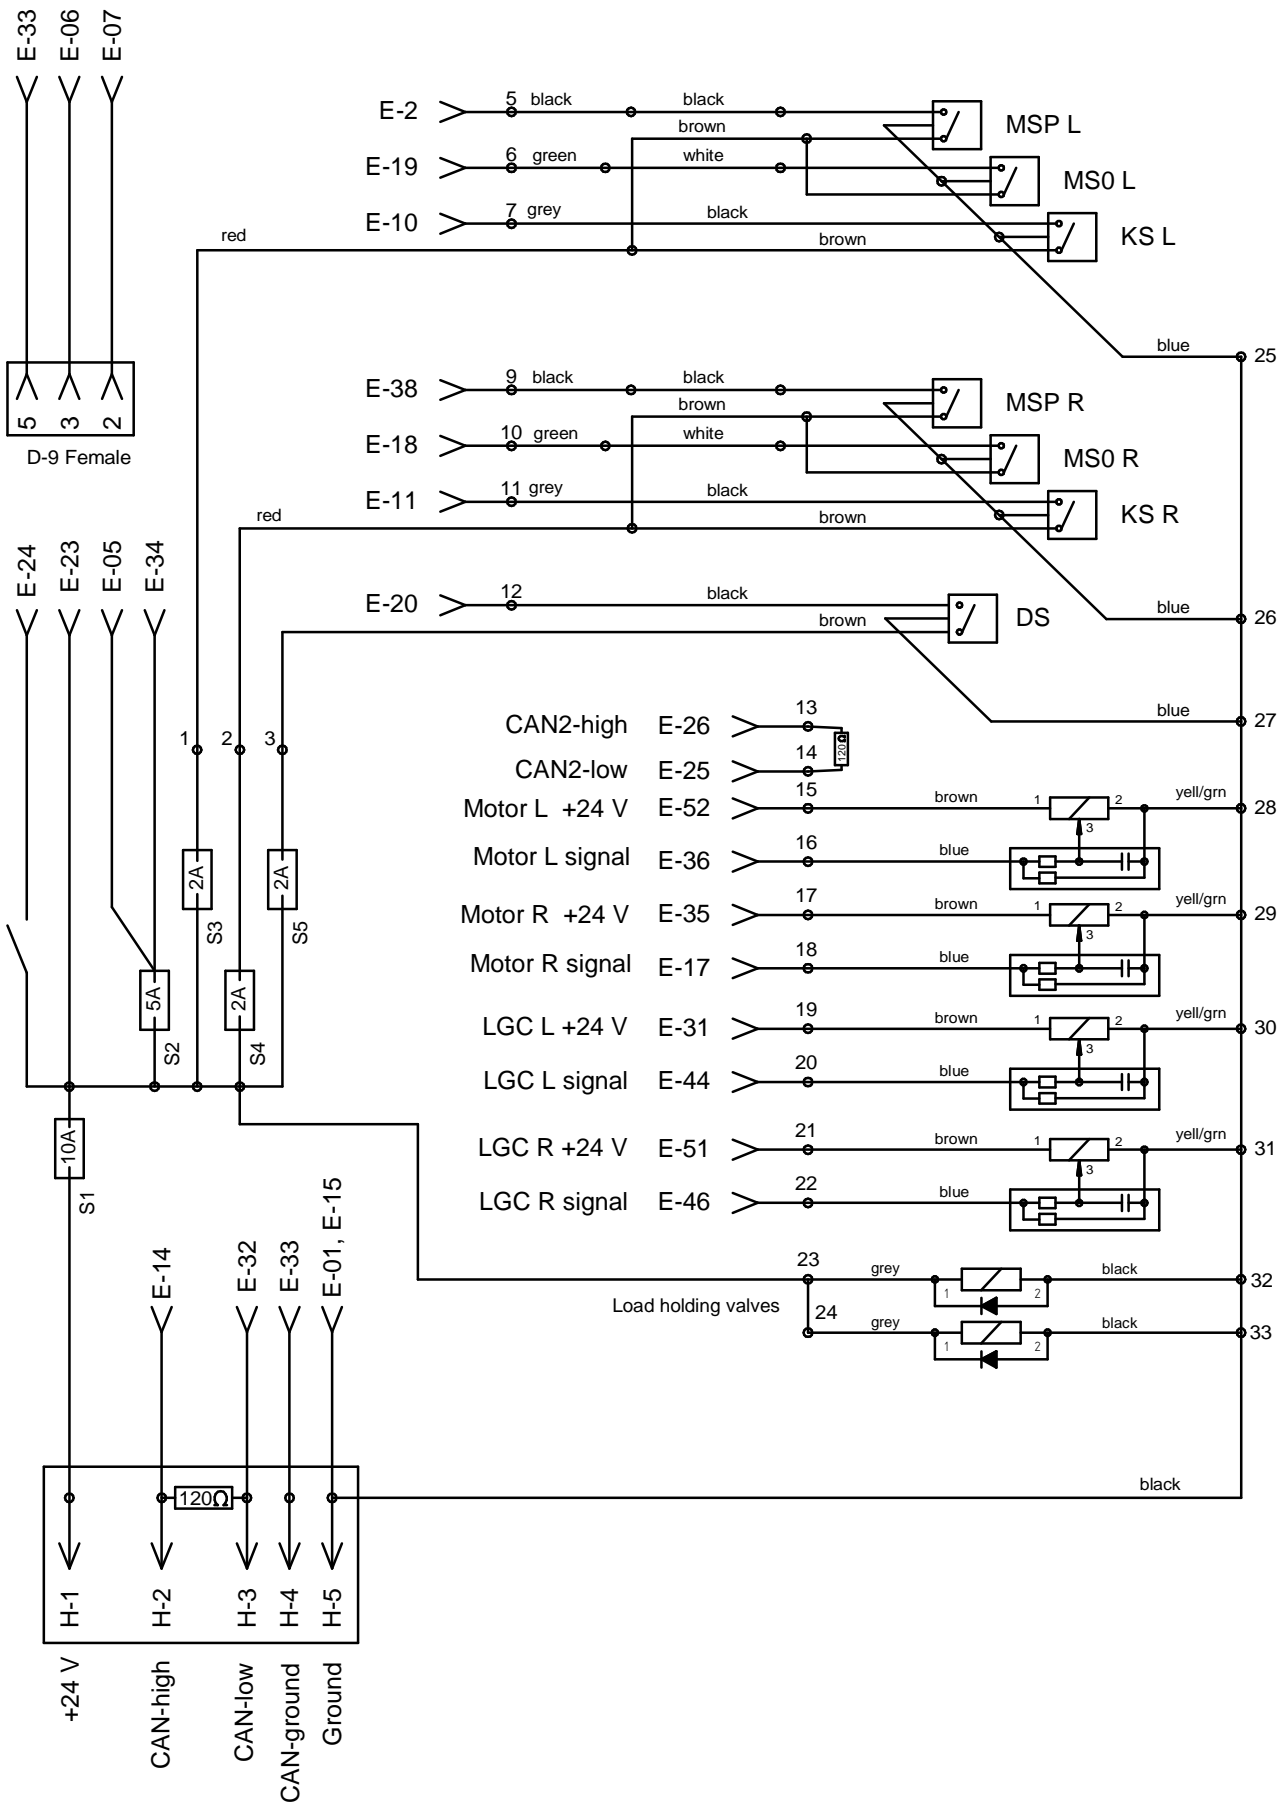 E-33
E-06
E-07
5
3
2
D-9 Female
E-2
5 black
black
MSP L
brown
E-19
6 green
white
MS0 L
E-10
7 grey
black
KS L
red
brown
blue
25
E-38
9 black
black
MSP R
brown
E-18
10 green
white
MS0 R
E-11
11 grey
black
KS R
red
brown
blue
26
E-20
12
black
DS
brown
blue
27
E-24
E-23
E-05
E-34
1
2
3
2A
S3
2A
S5
5A
S2
2A
S4
10A
S1
CAN2-high E-26
13
120Ω
CAN2-low E-25
14
Motor L +24 V E-52
15
brown
1
2
3
yell/grn
28
Motor L signal E-36
16
blue
Motor R +24 V E-35
17
brown
1
2
3
yell/grn
29
Motor R signal E-17
18
blue
LGC L +24 V E-31
19
brown
1
2
3
yell/grn
30
LGC L signal E-44
20
blue
LGC R +24 V E-51
21
brown
1
2
3
yell/grn
31
LGC R signal E-46
22
blue
Load holding valves
23
grey
1
2
black
32
24
grey
1
2
black
33
E-14
E-32
E-33
E-01, E-15
120Ω
black
H-1
H-2
H-3
H-4
H-5
+24 V
CAN-high
CAN-low
CAN-ground
Ground